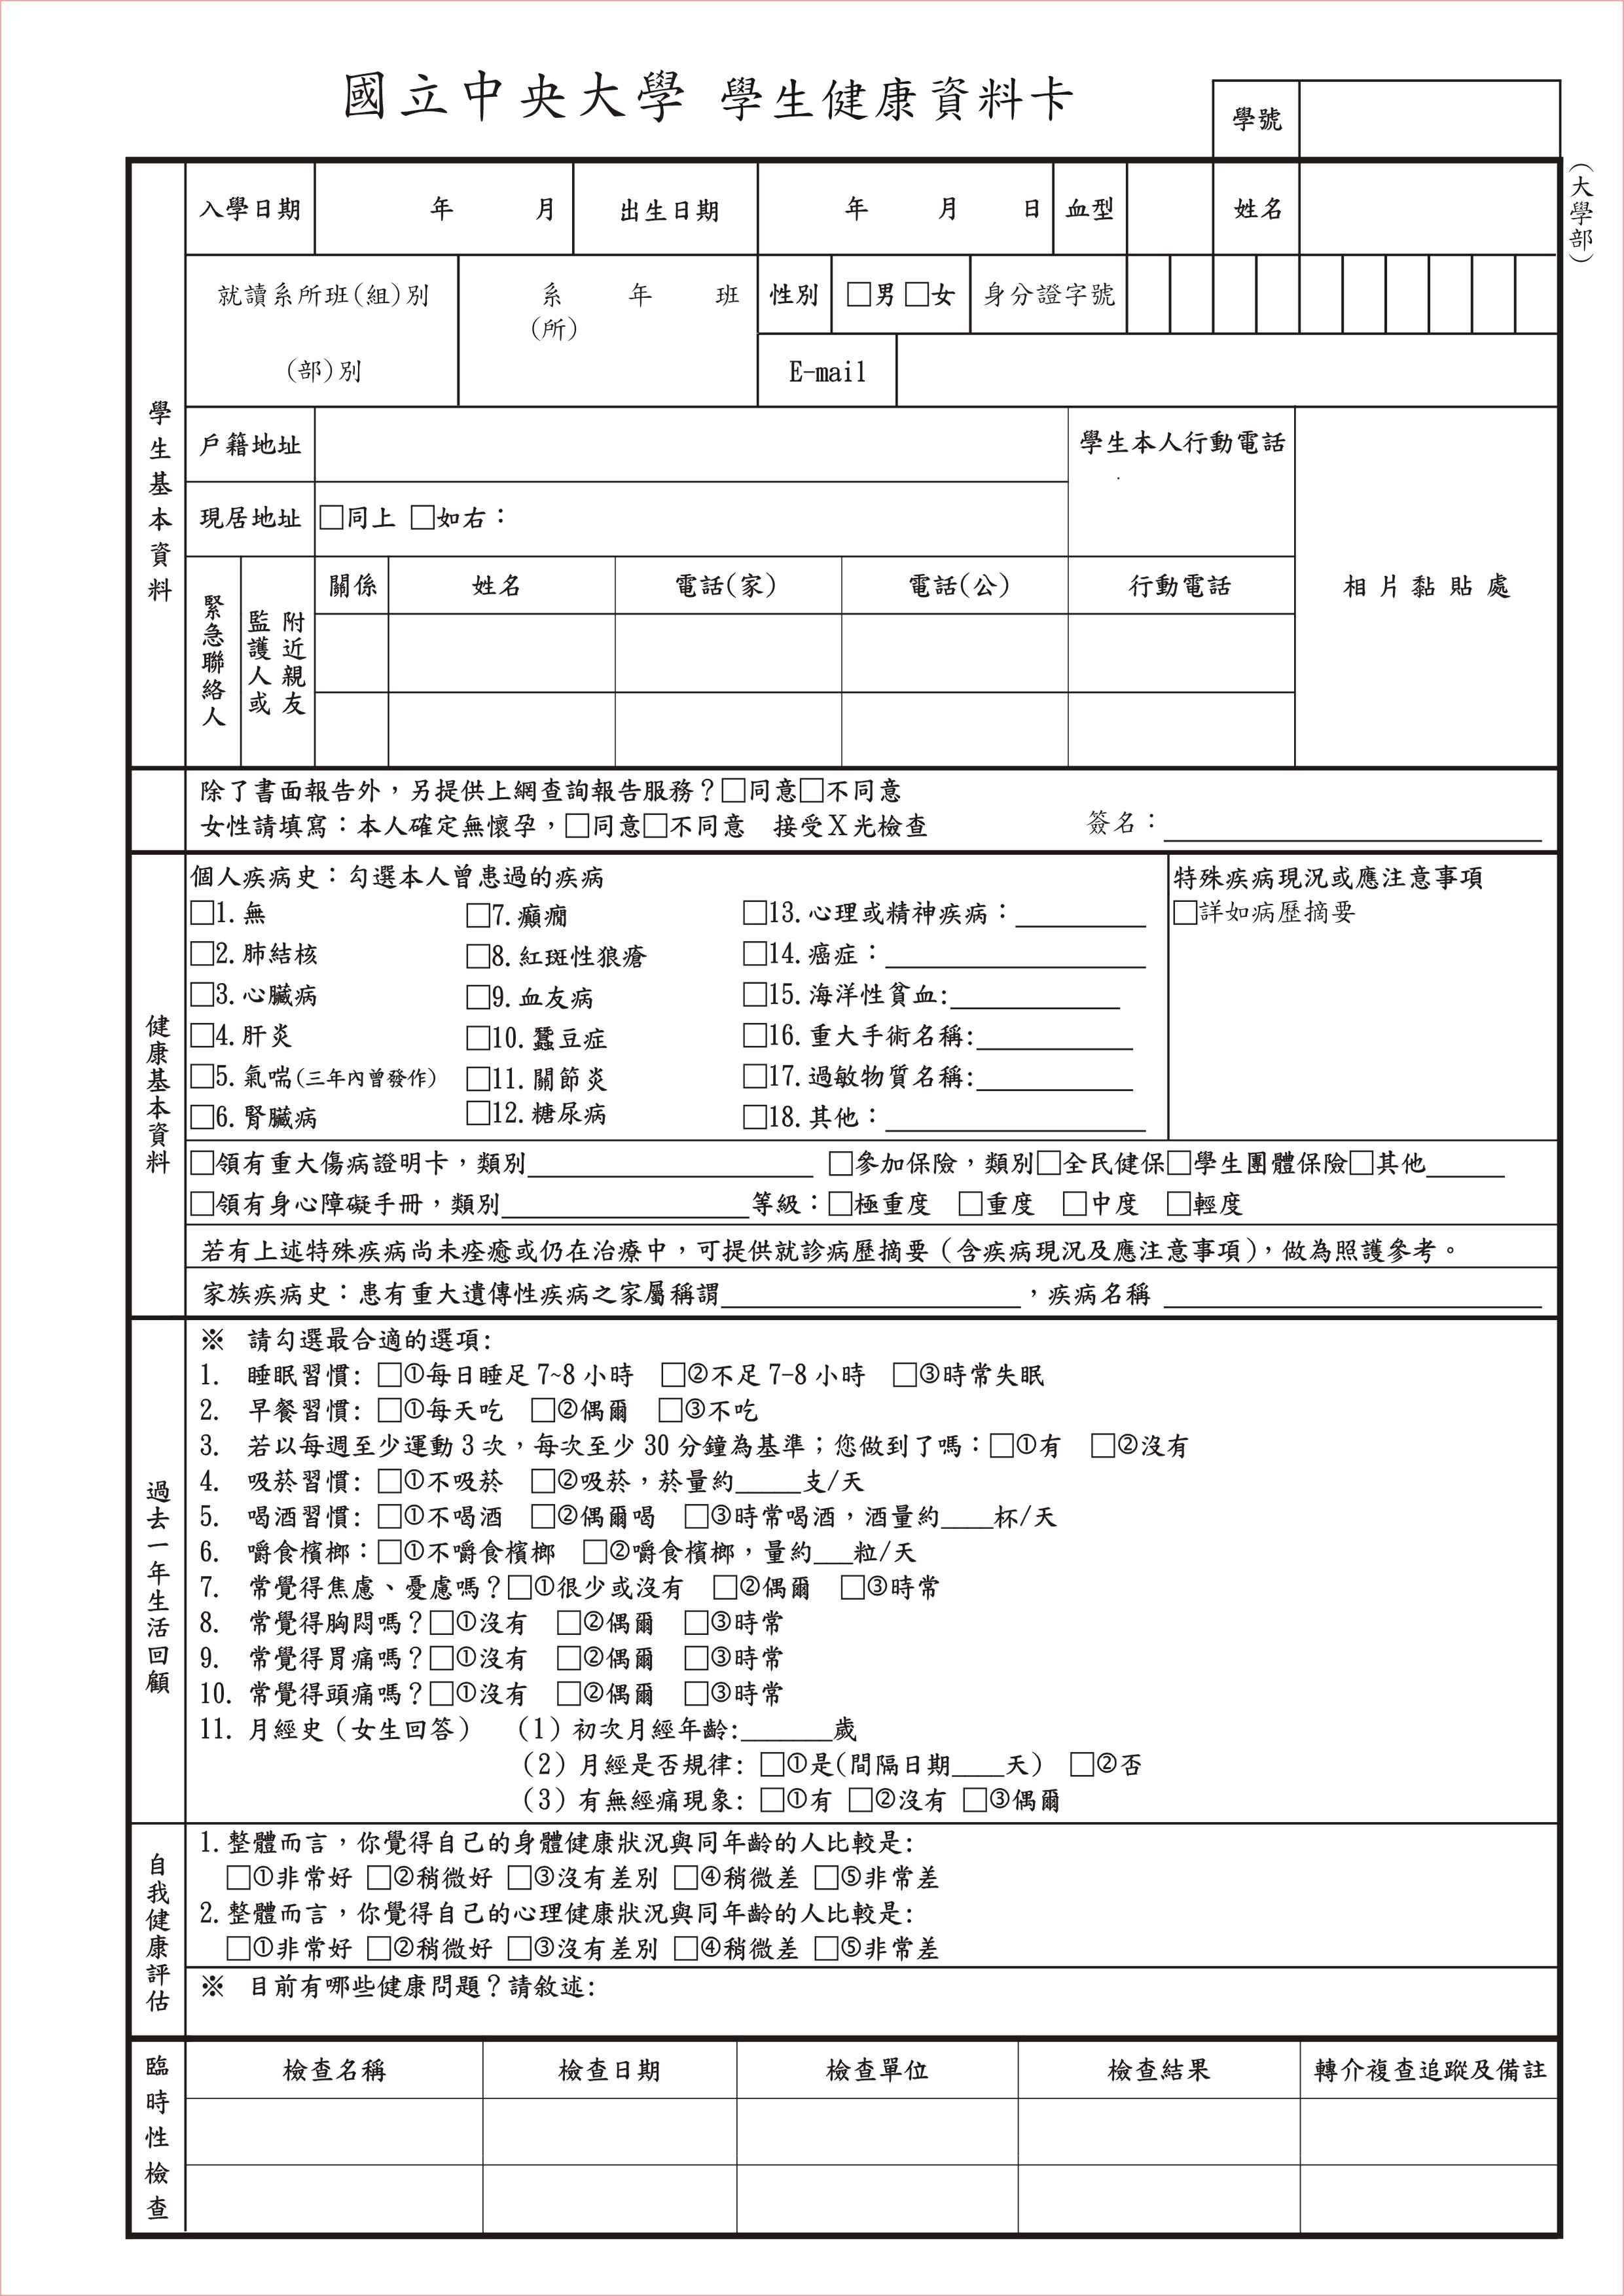 國立中央大學 學生健康資料卡
學號
(大學部)
學生基本資料
入學日期 年 月 出生日期 年 月 日 血型 姓名
就讀系所班(組)別 系 年 班 性別 □男 □女 身分證字號
(所)
(部)別 E-mail
戶籍地址 學生本人行動電話
現居地址 □同上 □如右：
相片黏貼處
緊急聯絡人
監護人或
附近親友
關係 姓名 電話(家) 電話(公) 行動電話
除了書面報告外，另提供上網查詢報告服務？□同意□不同意
女性請填寫：本人確定無懷孕，□同意□不同意 接受X光檢查 簽名：
健康基本資料
個人疾病史：勾選本人曾患過的疾病 特殊疾病現況或應注意事項
□1. 無 □7. 癲癇 □13. 心理或精神疾病： □詳如病歷摘要
□2. 肺結核 □8. 紅斑性狼瘡 □14. 癌症：
□3. 心臟病 □9. 血友病 □15. 海洋性貧血:
□4. 肝炎 □10. 蠶豆症 □16. 重大手術名稱:
□5. 氣喘(三年內曾發作) □11. 關節炎 □17. 過敏物質名稱:
□6. 腎臟病 □12. 糖尿病 □18. 其他：
□領有重大傷病證明卡，類別 □參加保險，類別□全民健保□學生團體保險□其他
□領有身心障礙手冊，類別 等級：□極重度 □重度 □中度 □輕度
若有上述特殊疾病尚未痊癒或仍在治療中，可提供就診病歷摘要（含疾病現況及應注意事項），做為照護參考。
家族疾病史：患有重大遺傳性疾病之家屬稱謂 ，疾病名稱
過去一年生活回顧
※ 請勾選最合適的選項:
1. 睡眠習慣: □①每日睡足7~8小時 □②不足7-8小時 □③時常失眠
2. 早餐習慣: □①每天吃 □②偶爾 □③不吃
3. 若以每週至少運動3次，每次至少30分鐘為基準；您做到了嗎：□①有 □②沒有
4. 吸菸習慣: □①不吸菸 □②吸菸，菸量約_____支/天
5. 喝酒習慣: □①不喝酒 □②偶爾喝 □③時常喝酒，酒量約____杯/天
6. 嚼食檳榔：□①不嚼食檳榔 □②嚼食檳榔，量約___粒/天
7. 常覺得焦慮、憂慮嗎？□①很少或沒有 □②偶爾 □③時常
8. 常覺得胸悶嗎？□①沒有 □②偶爾 □③時常
9. 常覺得胃痛嗎？□①沒有 □②偶爾 □③時常
10. 常覺得頭痛嗎？□①沒有 □②偶爾 □③時常
11. 月經史（女生回答） （1）初次月經年齡:_______歲
（2）月經是否規律: □①是(間隔日期____天） □②否
（3）有無經痛現象: □①有 □②沒有 □③偶爾
自我健康評估
1. 整體而言，你覺得自己的身體健康狀況與同年齡的人比較是:
□①非常好 □②稍微好 □③沒有差別 □④稍微差 □⑤非常差
2. 整體而言，你覺得自己的心理健康狀況與同年齡的人比較是:
□①非常好 □②稍微好 □③沒有差別 □④稍微差 □⑤非常差
※ 目前有哪些健康問題？請敘述:
臨時性檢查
檢查名稱 檢查日期 檢查單位 檢查結果 轉介複查追蹤及備註